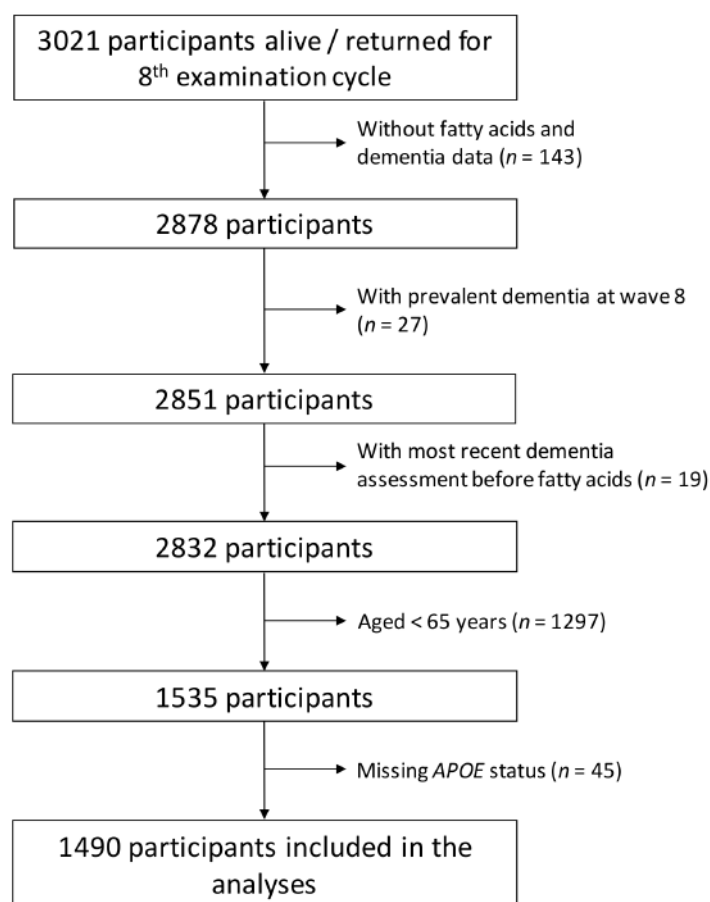 3021 participants alive / returned for
8th examination cycle
Without fatty acids and
dementia data (n = 143)
2878 participants
With prevalent dementia at wave 8
(n = 27)
2851 participants
With most recent dementia
assessment before fatty acids (n = 19)
2832 participants
Aged < 65 years (n = 1297)
1535 participants
Missing APOE status (n = 45)
1490 participants included in the
analyses